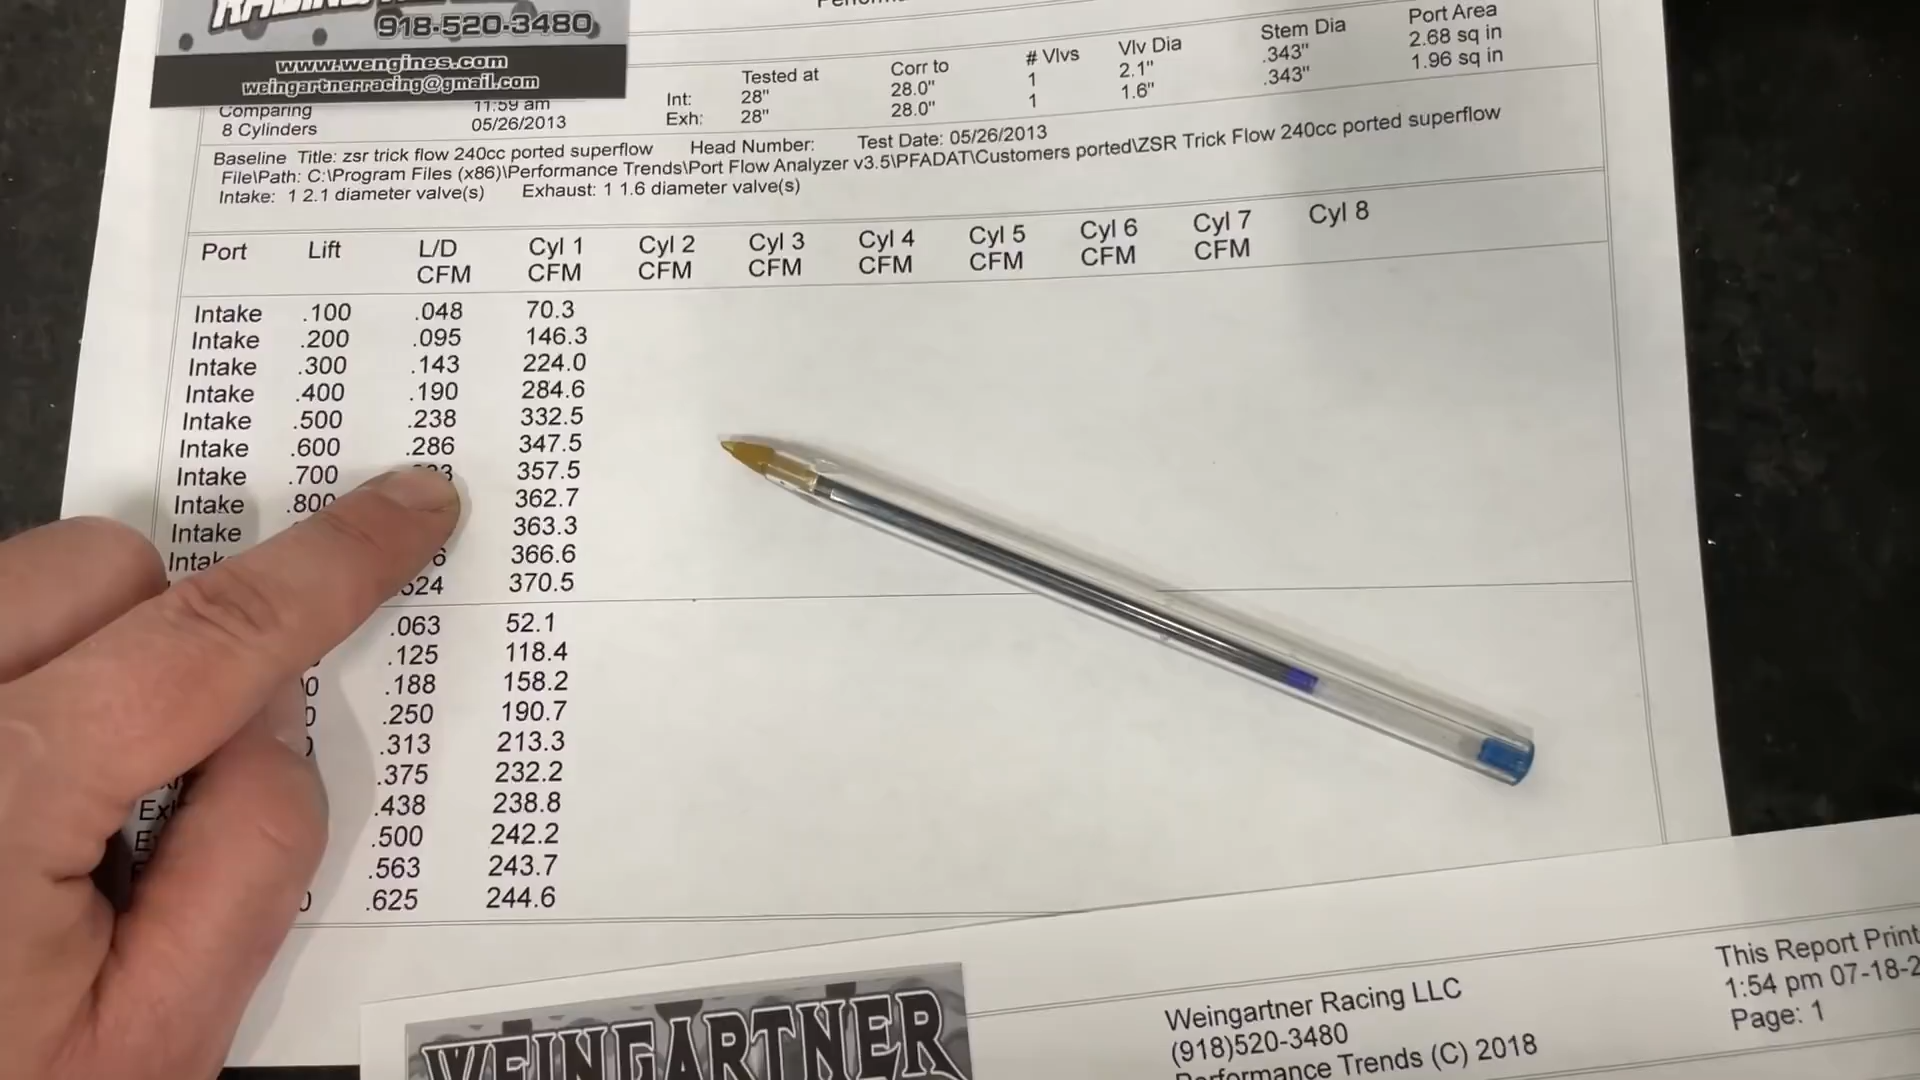 RACING
918-520-3480
www.wengines.com
weingartnerracing@gmail.com
Tested at Corr to # Vlvs Vlv Dia Stem Dia Port Area
Int: 28" 28.0" 1 2.1" .343" 2.68 sq in
Exh: 28" 28.0" 1 1.6" .343" 1.96 sq in
Comparing 11:59 am
8 Cylinders 05/26/2013
Baseline Title: zsr trick flow 240cc ported superflow Head Number: Test Date: 05/26/2013
File\Path: C:\Program Files (x86)\Performance Trends\Port Flow Analyzer v3.5\PFADAT\Customers ported\ZSR Trick Flow 240cc ported superflow
Intake: 1 2.1 diameter valve(s) Exhaust: 1 1.6 diameter valve(s)
Port Lift L/D Cyl 1 Cyl 2 Cyl 3 Cyl 4 Cyl 5 Cyl 6 Cyl 7 Cyl 8
CFM CFM CFM CFM CFM CFM CFM CFM
Intake .100 .048 70.3
Intake .200 .095 146.3
Intake .300 .143 224.0
Intake .400 .190 284.6
Intake .500 .238 332.5
Intake .600 .286 347.5
Intake .700 357.5
Intake .800 362.7
Intake 363.3
366.6
370.5
.063 52.1
.125 118.4
.188 158.2
.250 190.7
.313 213.3
.375 232.2
.438 238.8
.500 242.2
.563 243.7
.625 244.6
WEINGARTNER
Weingartner Racing LLC
(918)520-3480
Performance Trends (C) 2018
This Report
1:54 pm
Page: 1